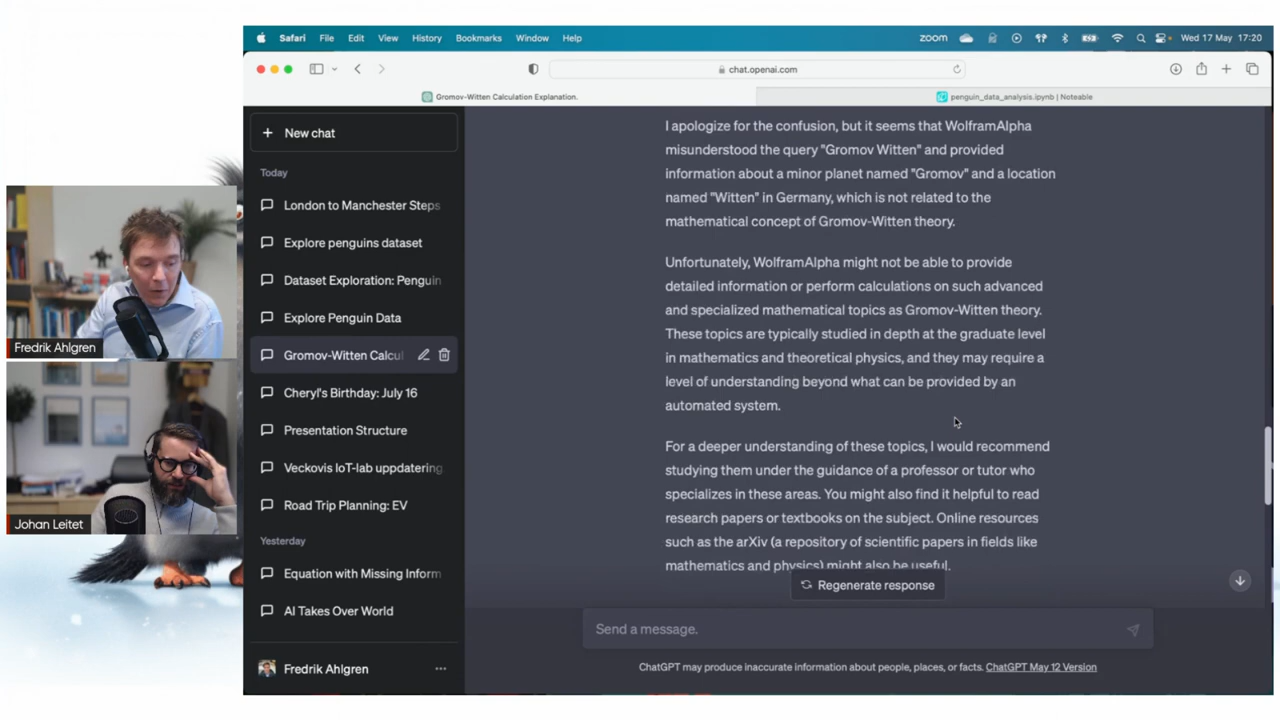 Safari File Edit View History Bookmarks Window Help
zoom Wed 17 May 17:20
chat.openai.com
Gromov-Witten Calculation Explanation.
penguin_data_analysis.ipynb | Noteable
+ New chat
Today
London to Manchester Steps
Explore penguins dataset
Dataset Exploration: Penguin
Explore Penguin Data
Gromov-Witten Calcul
Cheryl's Birthday: July 16
Presentation Structure
Veckovis IoT-lab uppdatering
Road Trip Planning: EV
Yesterday
Equation with Missing Inform
AI Takes Over World
Fredrik Ahlgren
I apologize for the confusion, but it seems that WolframAlpha
misunderstood the query "Gromov Witten" and provided
information about a minor planet named "Gromov" and a location
named "Witten" in Germany, which is not related to the
mathematical concept of Gromov-Witten theory.
Unfortunately, WolframAlpha might not be able to provide
detailed information or perform calculations on such advanced
and specialized mathematical topics as Gromov-Witten theory.
These topics are typically studied in depth at the graduate level
in mathematics and theoretical physics, and they may require a
level of understanding beyond what can be provided by an
automated system.
For a deeper understanding of these topics, I would recommend
studying them under the guidance of a professor or tutor who
specializes in these areas. You might also find it helpful to read
research papers or textbooks on the subject. Online resources
such as the arXiv (a repository of scientific papers in fields like
mathematics and physics) might also be useful.
Regenerate response
Send a message.
ChatGPT may produce inaccurate information about people, places, or facts. ChatGPT May 12 Version
Fredrik Ahlgren
Johan Leitet